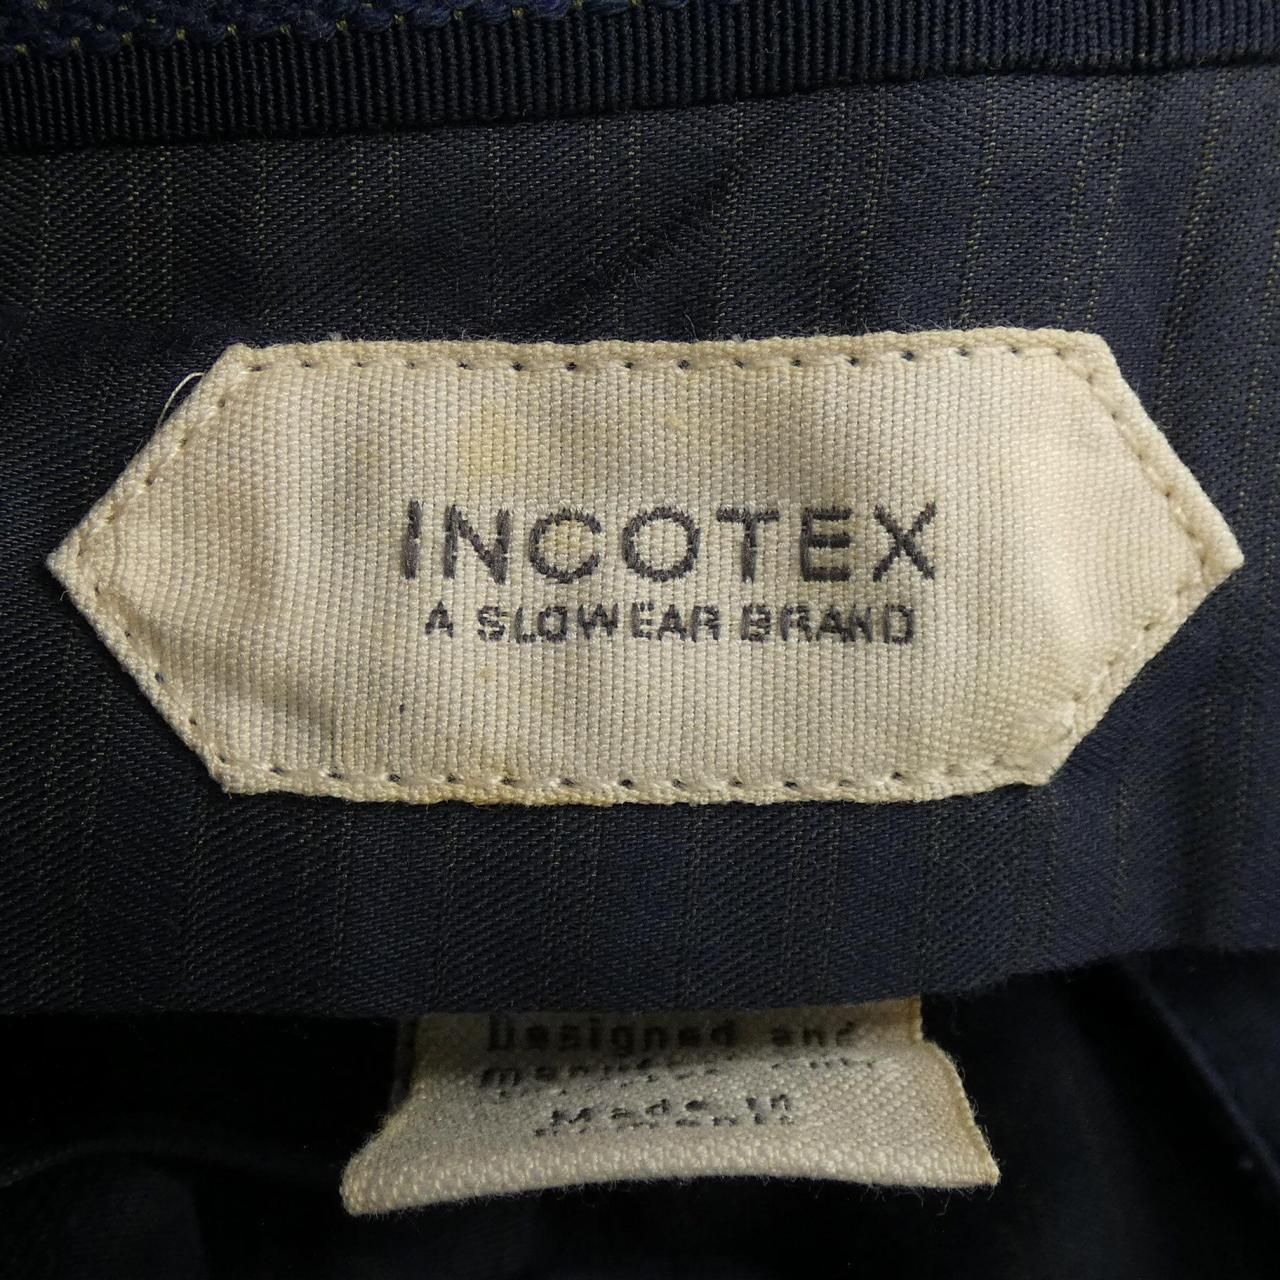 INCOTEX
A SLOWEAR BRAND
Designed and
Made in